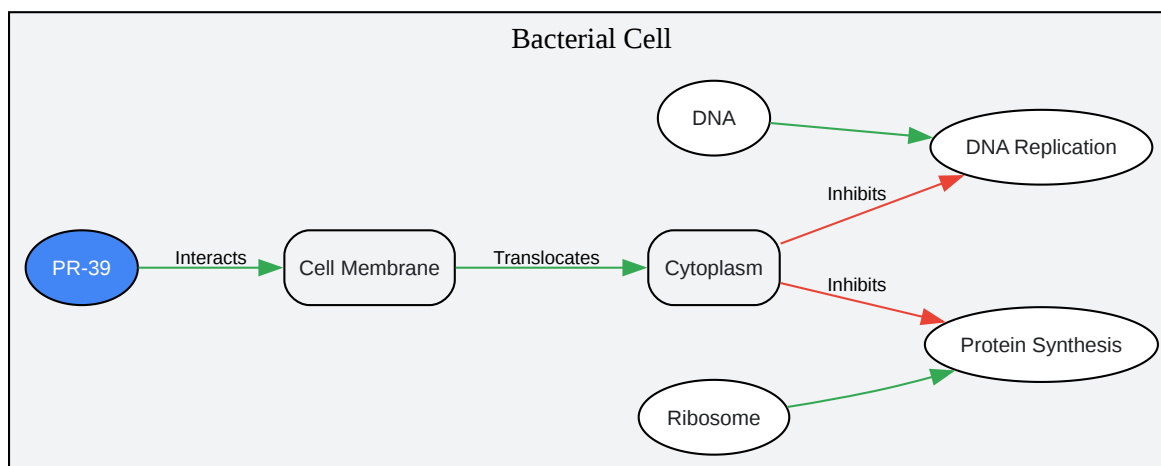 Bacterial Cell
DNA
DNA Replication
Inhibits
PR-39
Interacts
Cell Membrane
Translocates
Cytoplasm
Inhibits
Protein Synthesis
Ribosome